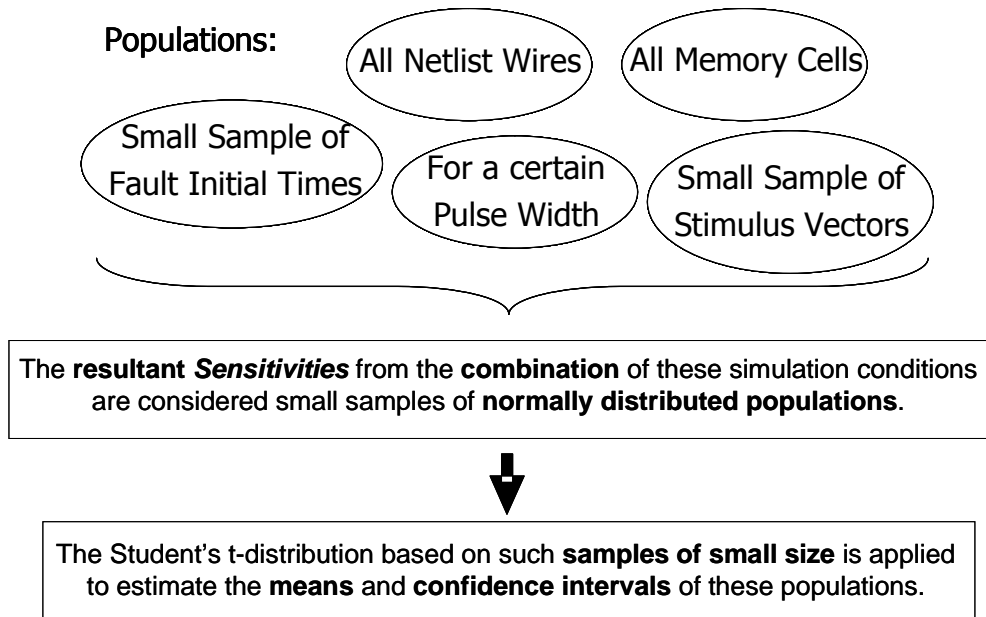 Populations:
All Netlist Wires
All Memory Cells
Small Sample of
Fault Initial Times
For a certain
Pulse Width
Small Sample of
Stimulus Vectors
The resultant Sensitivities from the combination of these simulation conditions
are considered small samples of normally distributed populations.
The Student's t-distribution based on such samples of small size is applied
to estimate the means and confidence intervals of these populations.